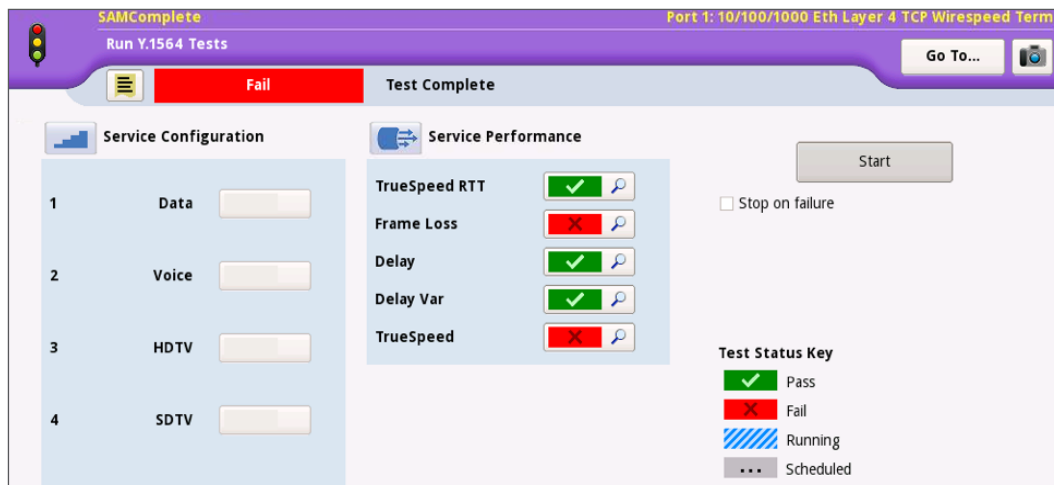 SAMComplete
Port 1: 10/100/1000 Eth Layer 4 TCP Wirespeed Term
Run Y.1564 Tests
Go To...
Fail
Test Complete
Service Configuration
1 Data
2 Voice
3 HDTV
4 SDTV
Service Performance
TrueSpeed RTT
Frame Loss
Delay
Delay Var
TrueSpeed
Start
Stop on failure
Test Status Key
Pass
Fail
Running
... Scheduled